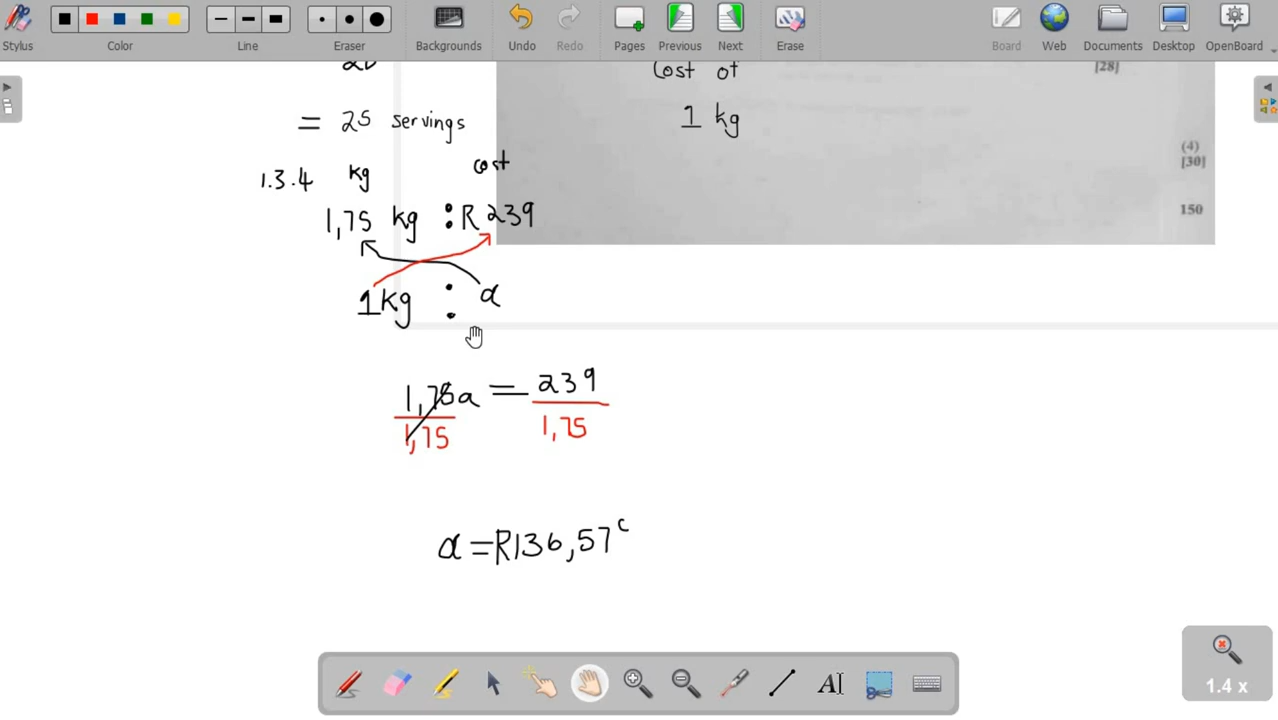 Stylus Color Line Eraser Backgrounds Undo Redo Pages Previous Next Erase Board Web Documents Desktop OpenBoard
Cost of
[28]
= 25 servings
1 kg
cost
(4)
[30]
1.3.4 kg
1,75 kg : R 239
150
1kg : a
1,75a = 239
1,75 1,75
a = R136,57c
1.4 x